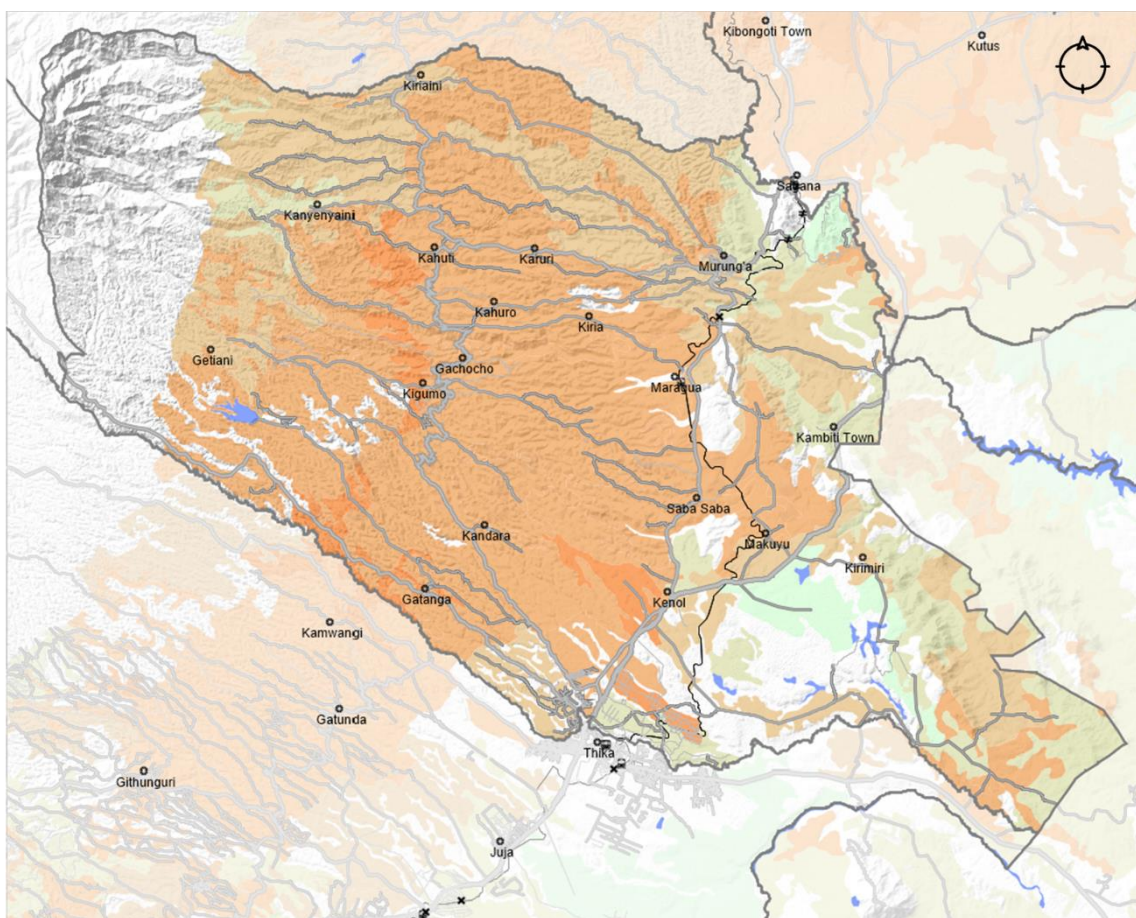 Kibongoti Town
Kutus
Kiriaini
Sagana
Kanyenyaini
Kahuti
Karuri
Murung'a
Kahuro
Kiria
Getiani
Gachocho
Kigumo
Maragua
Kambiti Town
Saba Saba
Kandara
Makuyu
Kirimiri
Gatanga
Kenol
Kamwangi
Gatunda
Thika
Githunguri
Juja